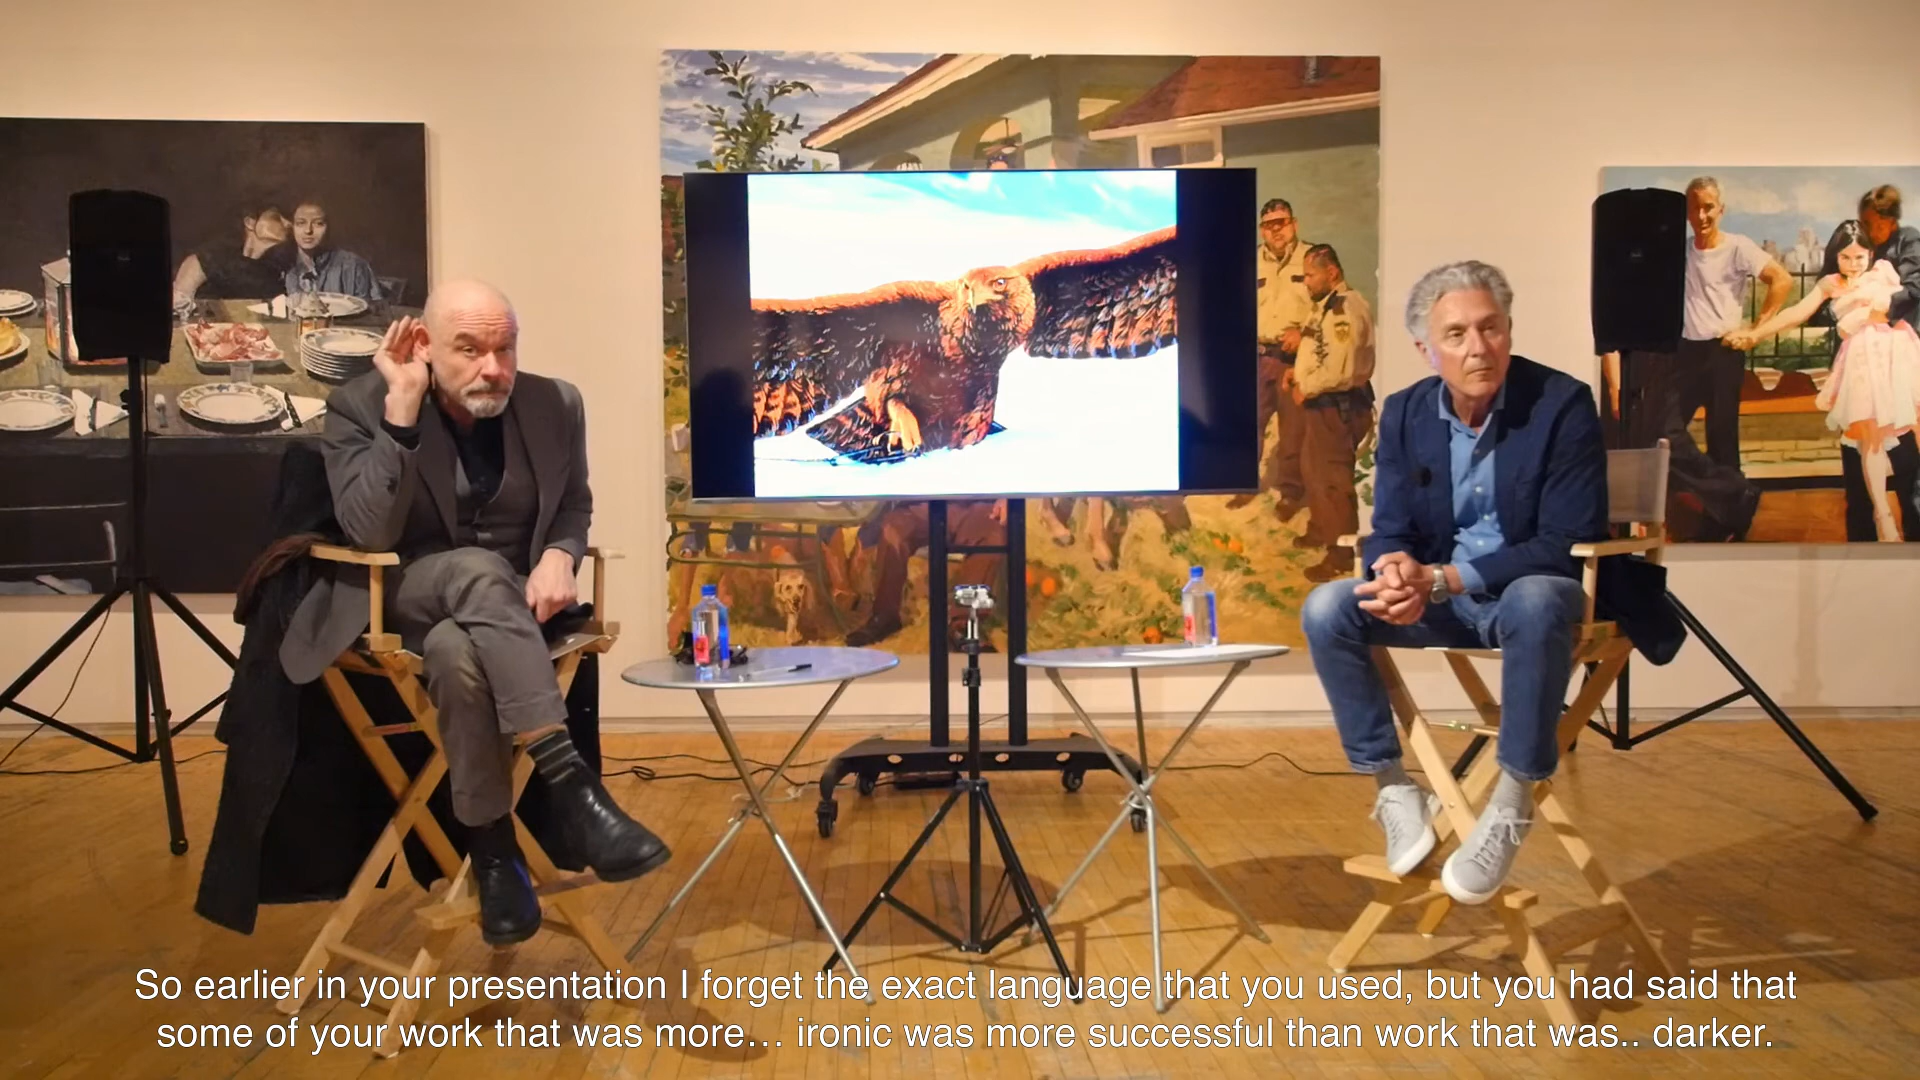 So earlier in your presentation I forget the exact language that you used, but you had said that
some of your work that was more… ironic was more successful than work that was.. darker.